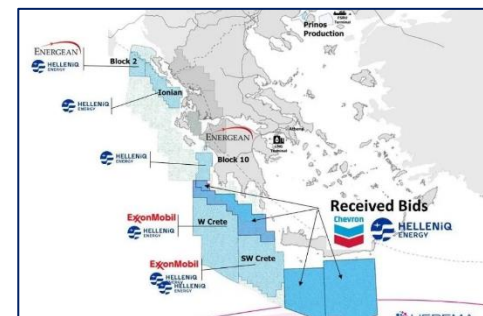 Prinos
Production
ENERGEAN
HELLENiQ
ENERGY
Block 2
HELLENiQ
ENERGY
Ionian
ENERGEAN
Athens
HELLENiQ
ENERGY
Block 10
Received Bids
Chevron
HELLENiQ
ENERGY
ExxonMobil
HELLENiQ
ENERGY
W Crete
ExxonMobil
HELLENiQ
ENERGY
HELLENiQ
ENERGY
SW Crete